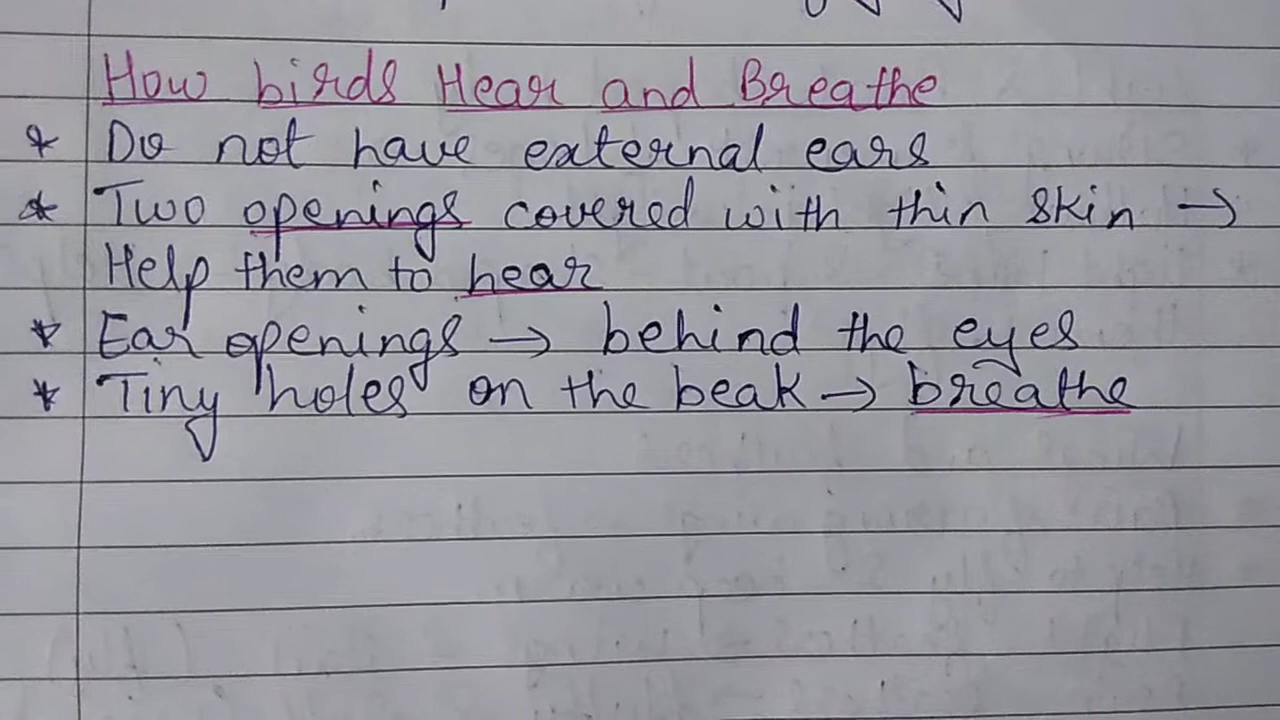 How birds Hear and Breathe
* Do not have external ears
* Two openings covered with thin skin →
Help them to hear
* Ear openings → behind the eyes
* Tiny holes on the beak → breathe